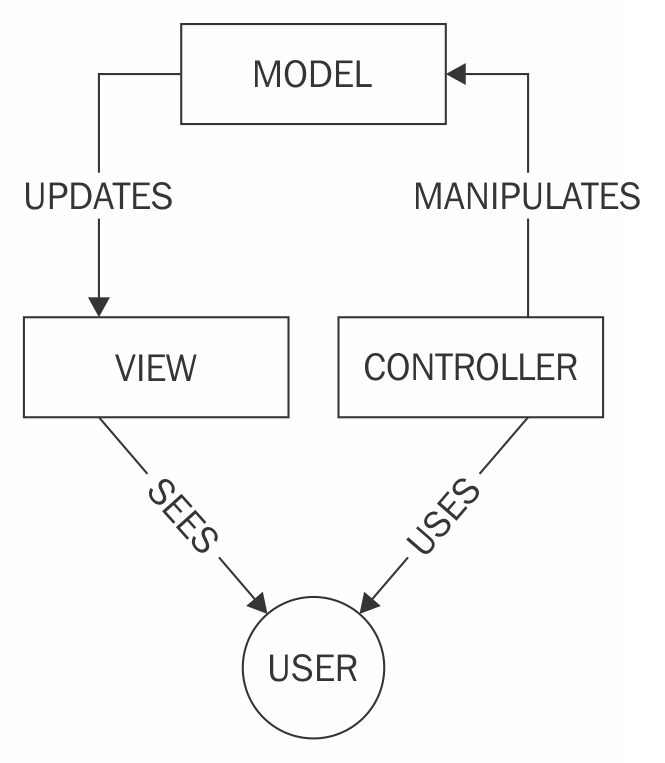 MODEL
UPDATES
MANIPULATES
VIEW
CONTROLLER
SEES
USES
USER